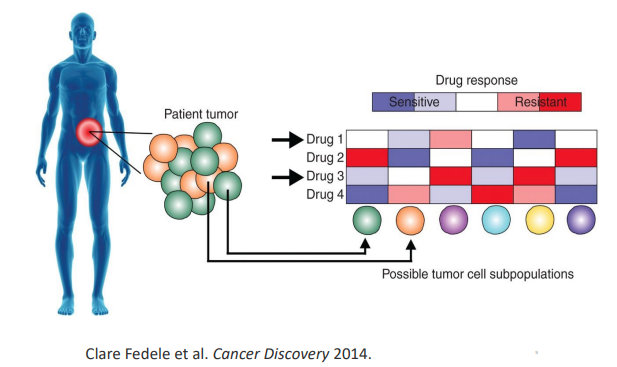 Drug response
Sensitive Resistant
Patient tumor
Drug 1
Drug 2
Drug 3
Drug 4
Possible tumor cell subpopulations
Clare Fedele et al. Cancer Discovery 2014.